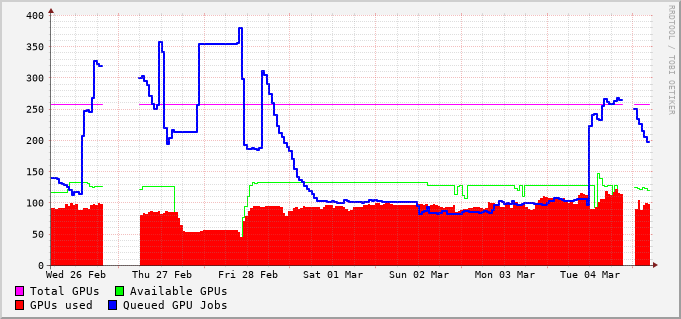 400
350
300
250
200
150
100
50
0
Wed 26 Feb Thu 27 Feb Fri 28 Feb Sat 01 Mar Sun 02 Mar Mon 03 Mar Tue 04 Mar
Total GPUs Available GPUs
GPUs used Queued GPU Jobs
RRDTOOL / TOBI OETIKER